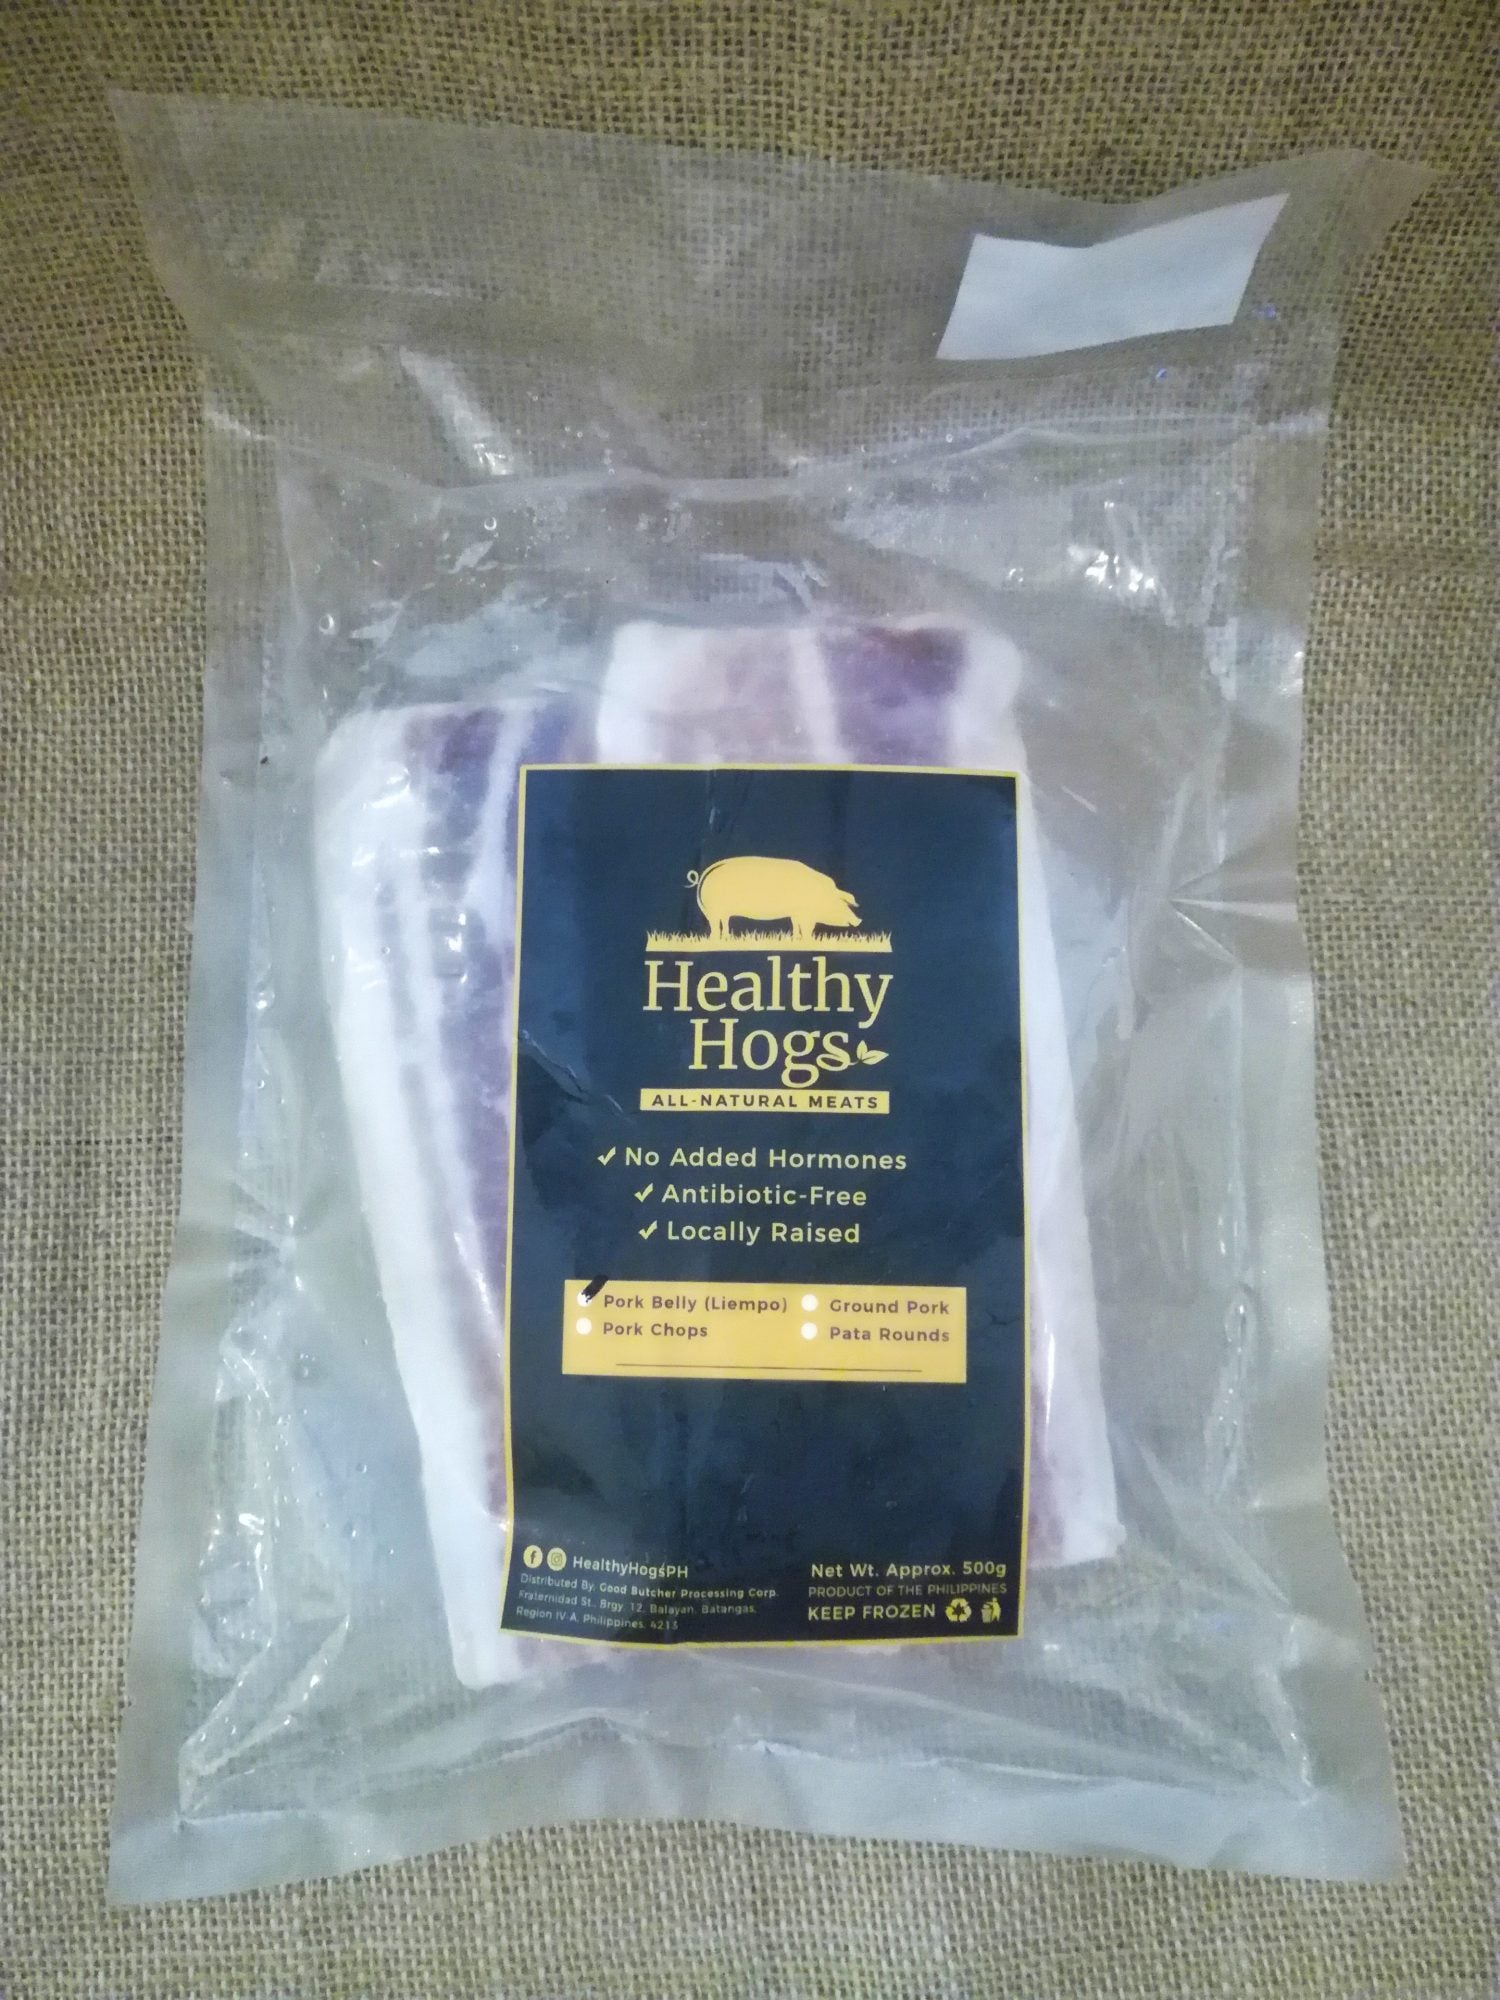 Healthy
Hogs
ALL-NATURAL MEATS
✓ No Added Hormones
✓ Antibiotic-Free
✓ Locally Raised
Pork Belly (Liempo)
Ground Pork
Pork Chops
Pata Rounds
HealthyHogsPH
Distributed By: Good Butcher Processing Corp.
Fraternidad St., Brgy. 12, Balayan, Batangas,
Region IV-A, Philippines, 4213
Net Wt. Approx. 500g
PRODUCT OF THE PHILIPPINES
KEEP FROZEN